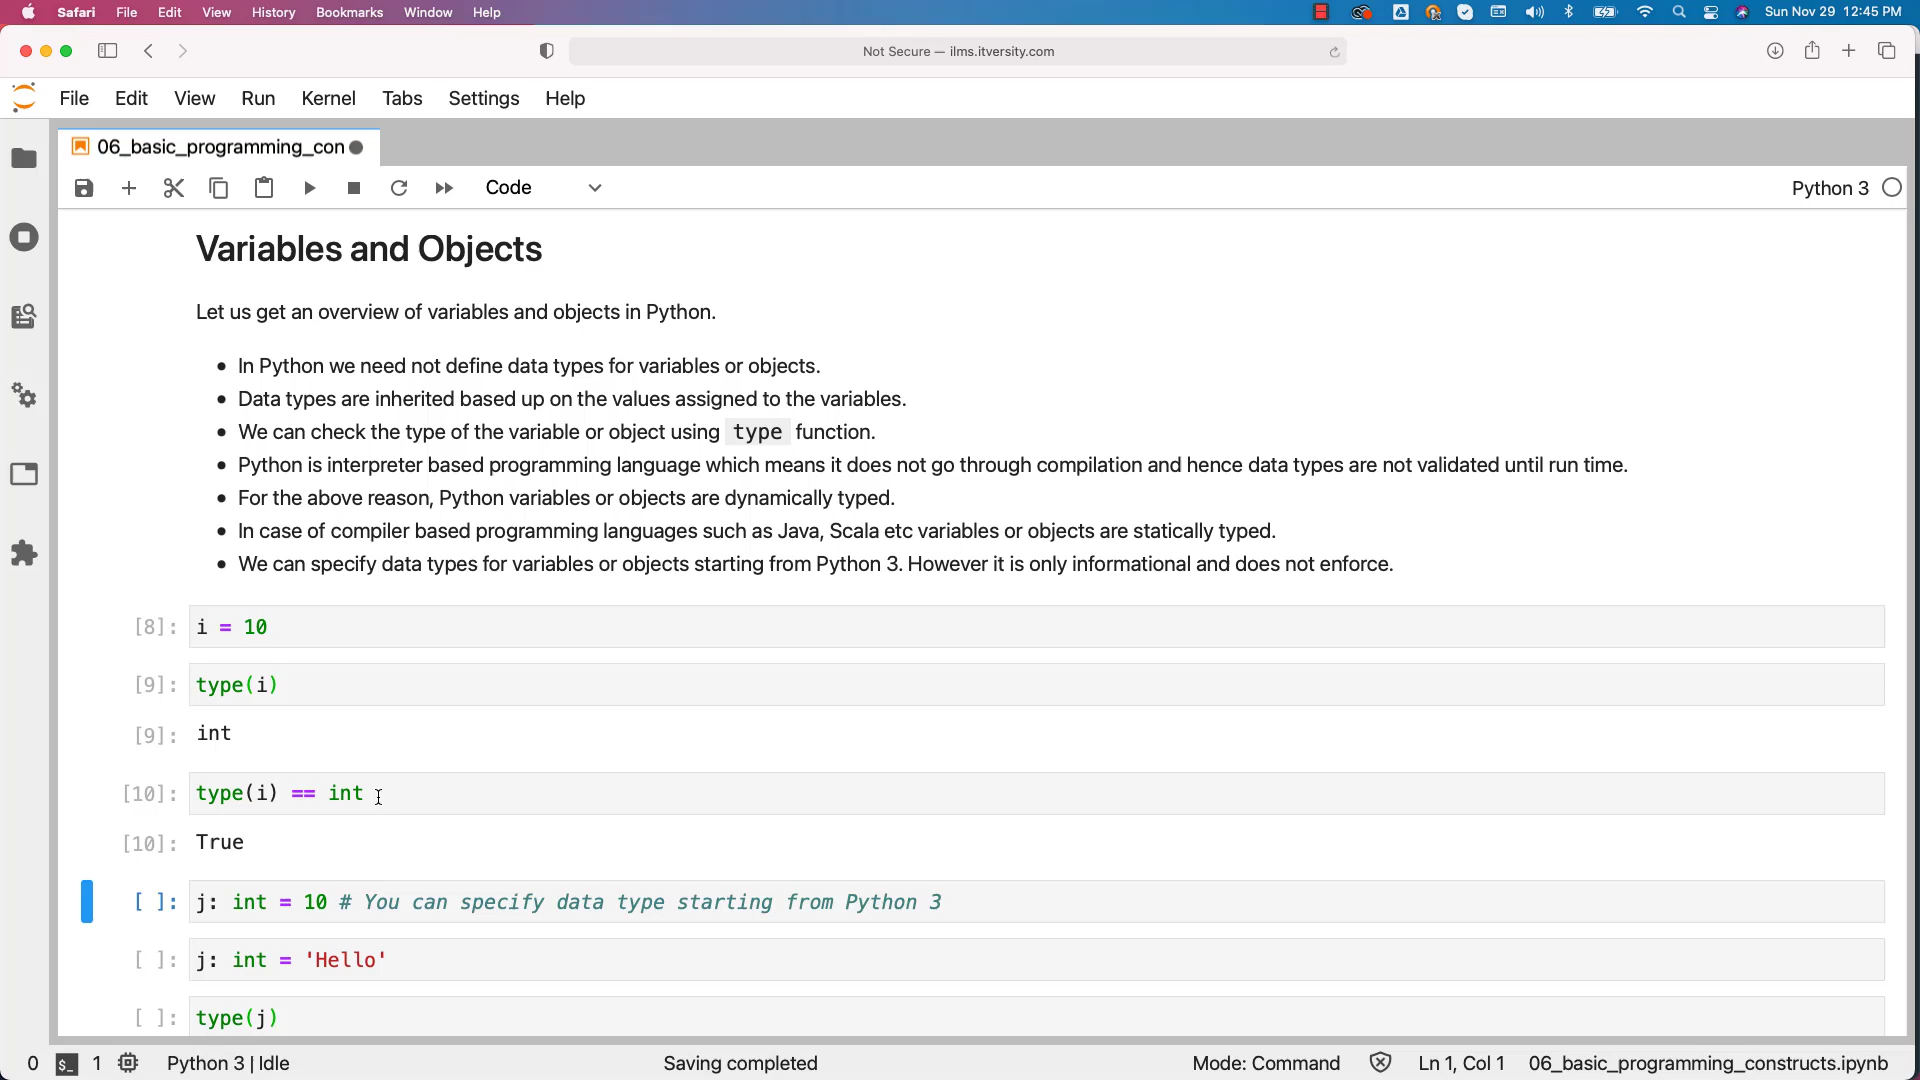 Safari File Edit View History Bookmarks Window Help Sun Nov 29 12:45 PM
Not Secure — ilms.itversity.com
File Edit View Run Kernel Tabs Settings Help
06_basic_programming_con
Code Python 3
Variables and Objects
Let us get an overview of variables and objects in Python.
• In Python we need not define data types for variables or objects.
• Data types are inherited based up on the values assigned to the variables.
• We can check the type of the variable or object using type function.
• Python is interpreter based programming language which means it does not go through compilation and hence data types are not validated until run time.
• For the above reason, Python variables or objects are dynamically typed.
• In case of compiler based programming languages such as Java, Scala etc variables or objects are statically typed.
• We can specify data types for variables or objects starting from Python 3. However it is only informational and does not enforce.
[8]: i = 10
[9]: type(i)
[9]: int
[10]: type(i) == int
[10]: True
[ ]: j: int = 10 # You can specify data type starting from Python 3
[ ]: j: int = 'Hello'
[ ]: type(j)
0 $_ 1 Python 3 | Idle Saving completed Mode: Command Ln 1, Col 1 06_basic_programming_constructs.ipynb